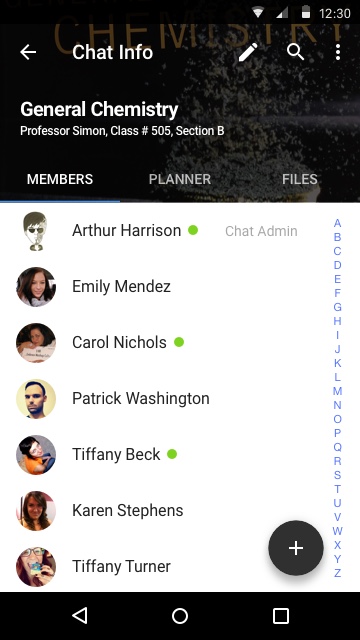 12:30
CHEMISTRY
Chat Info
General Chemistry
Professor Simon, Class # 505, Section B
MEMBERS PLANNER FILES
Arthur Harrison Chat Admin
Emily Mendez
Carol Nichols
Patrick Washington
Tiffany Beck
Karen Stephens
Tiffany Turner
A
B
C
D
E
F
G
H
I
J
K
L
M
N
O
P
Q
R
S
T
U
V
W
X
Y
Z